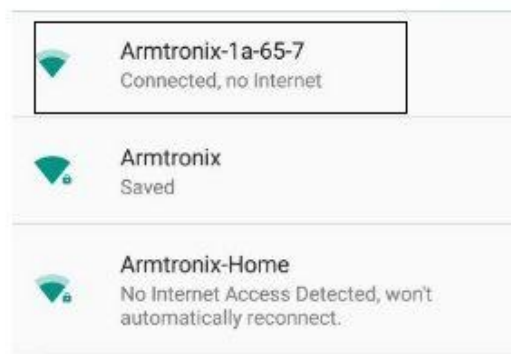 Armtronix-1a-65-7
Connected, no Internet
Armtronix
Saved
Armtronix-Home
No Internet Access Detected, won't
automatically reconnect.